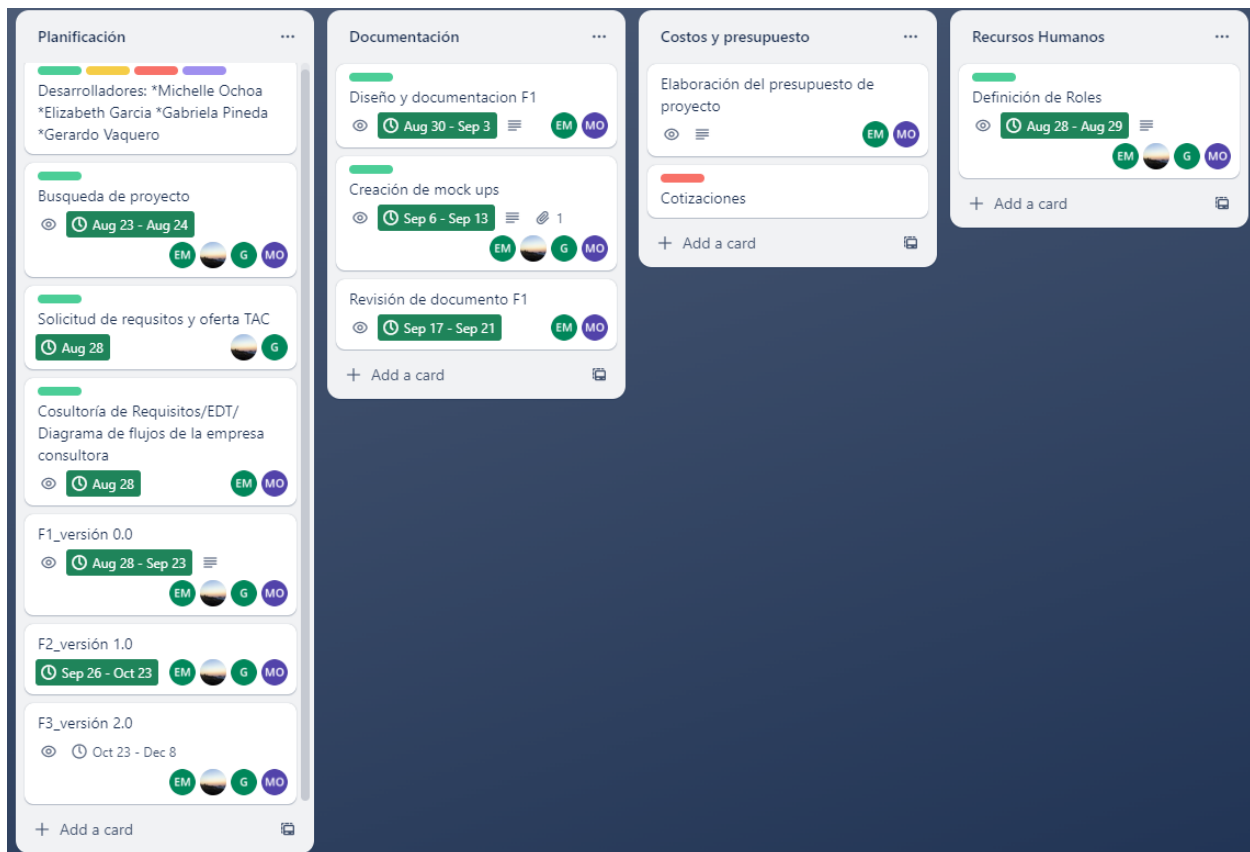 Planificación
Desarrolladores: *Michelle Ochoa
*Elizabeth Garcia *Gabriela Pineda
*Gerardo Vaquero
Busqueda de proyecto
Aug 23 - Aug 24
EM G MO
Solicitud de requsitos y oferta TAC
Aug 28
G
Cosultoría de Requisitos/EDT/
Diagrama de flujos de la empresa
consultora
Aug 28
EM MO
F1_versión 0.0
Aug 28 - Sep 23
EM G MO
F2_versión 1.0
Sep 26 - Oct 23 EM G MO
F3_versión 2.0
Oct 23 - Dec 8
EM G MO
+ Add a card
Documentación
Diseño y documentacion F1
Aug 30 - Sep 3 EM MO
Creación de mock ups
Sep 6 - Sep 13 1
EM G MO
Revisión de documento F1
Sep 17 - Sep 21 EM MO
+ Add a card
Costos y presupuesto
Elaboración del presupuesto de
proyecto
EM MO
Cotizaciones
+ Add a card
Recursos Humanos
Definición de Roles
Aug 28 - Aug 29
EM G MO
+ Add a card